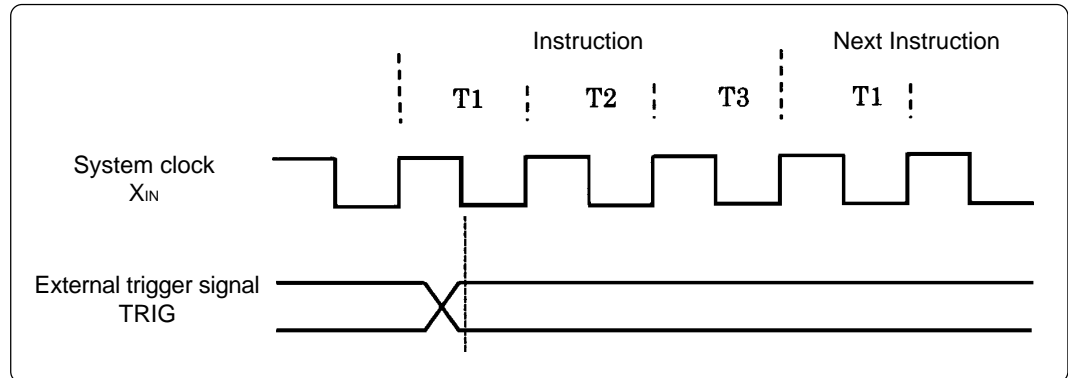 Instruction Next Instruction
T1 T2 T3 T1
System clock
XIN
External trigger signal
TRIG